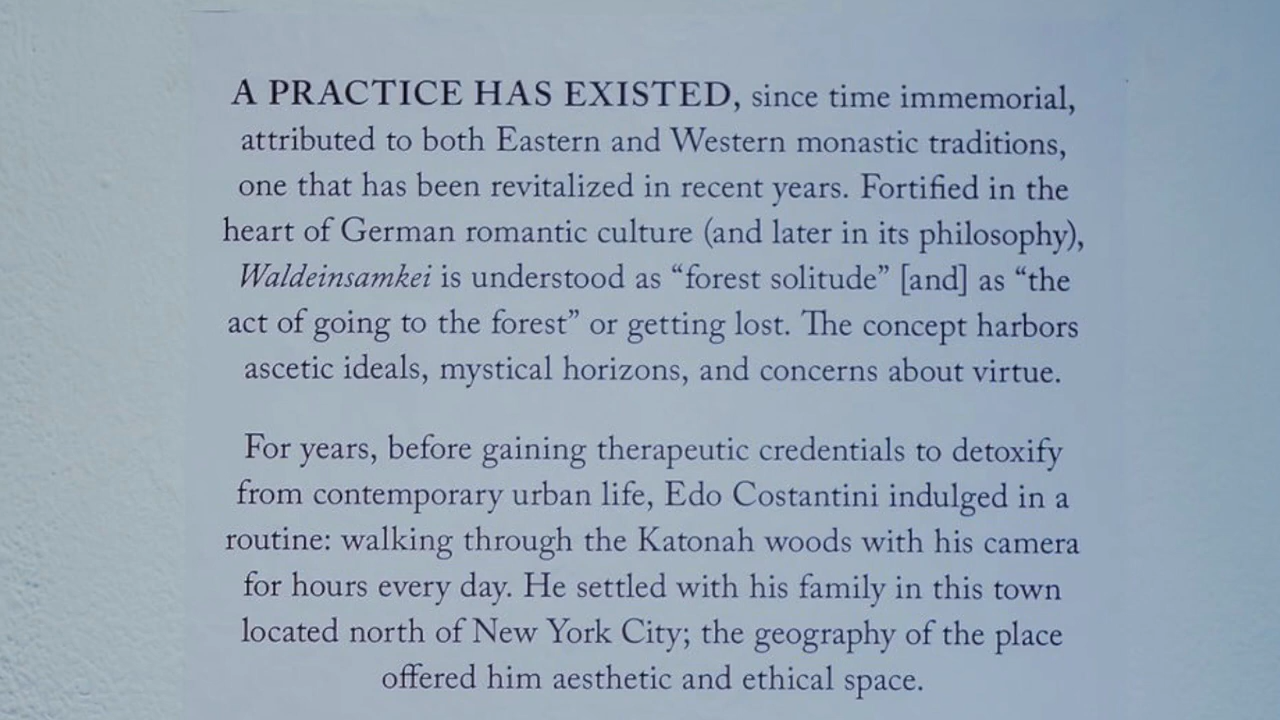 A PRACTICE HAS EXISTED, since time immemorial,
attributed to both Eastern and Western monastic traditions,
one that has been revitalized in recent years. Fortified in the
heart of German romantic culture (and later in its philosophy),
Waldeinsamkei is understood as “forest solitude” [and] as “the
act of going to the forest” or getting lost. The concept harbors
ascetic ideals, mystical horizons, and concerns about virtue.
For years, before gaining therapeutic credentials to detoxify
from contemporary urban life, Edo Costantini indulged in a
routine: walking through the Katonah woods with his camera
for hours every day. He settled with his family in this town
located north of New York City; the geography of the place
offered him aesthetic and ethical space.